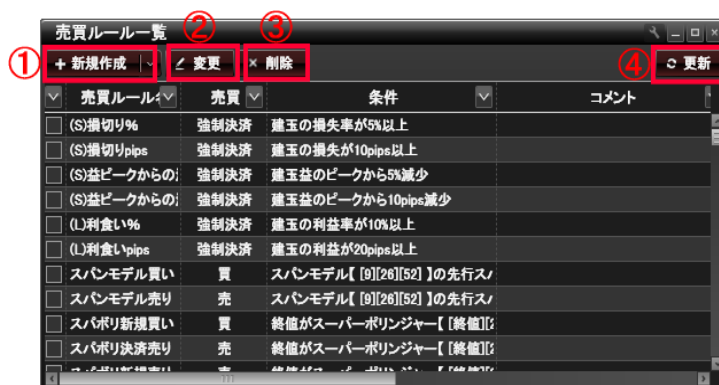 売買ルール一覧
① ② ③ ④
+ 新規作成 変更 × 削除 更新
売買ルール 売買 条件 コメント
(S)損切り% 強制決済 建玉の損失率が5%以上
(S)損切りpips 強制決済 建玉の損失が10pips以上
(S)益ピークからの 強制決済 建玉益のピークから5%減少
(S)益ピークからの 強制決済 建玉益のピークから10pips減少
(L)利食い% 強制決済 建玉の利益率が10%以上
(L)利食いpips 強制決済 建玉の利益が20pips以上
スパンモデル買い 買 スパンモデル【 [9][26][52] 】の先行ス
スパンモデル売り 売 スパンモデル【 [9][26][52] 】の先行ス
スパボリ新規買い 買 終値がスーパーボリンジャー【 [終値][
スパボリ決済売り 売 終値がスーパーボリンジャー【 [終値][